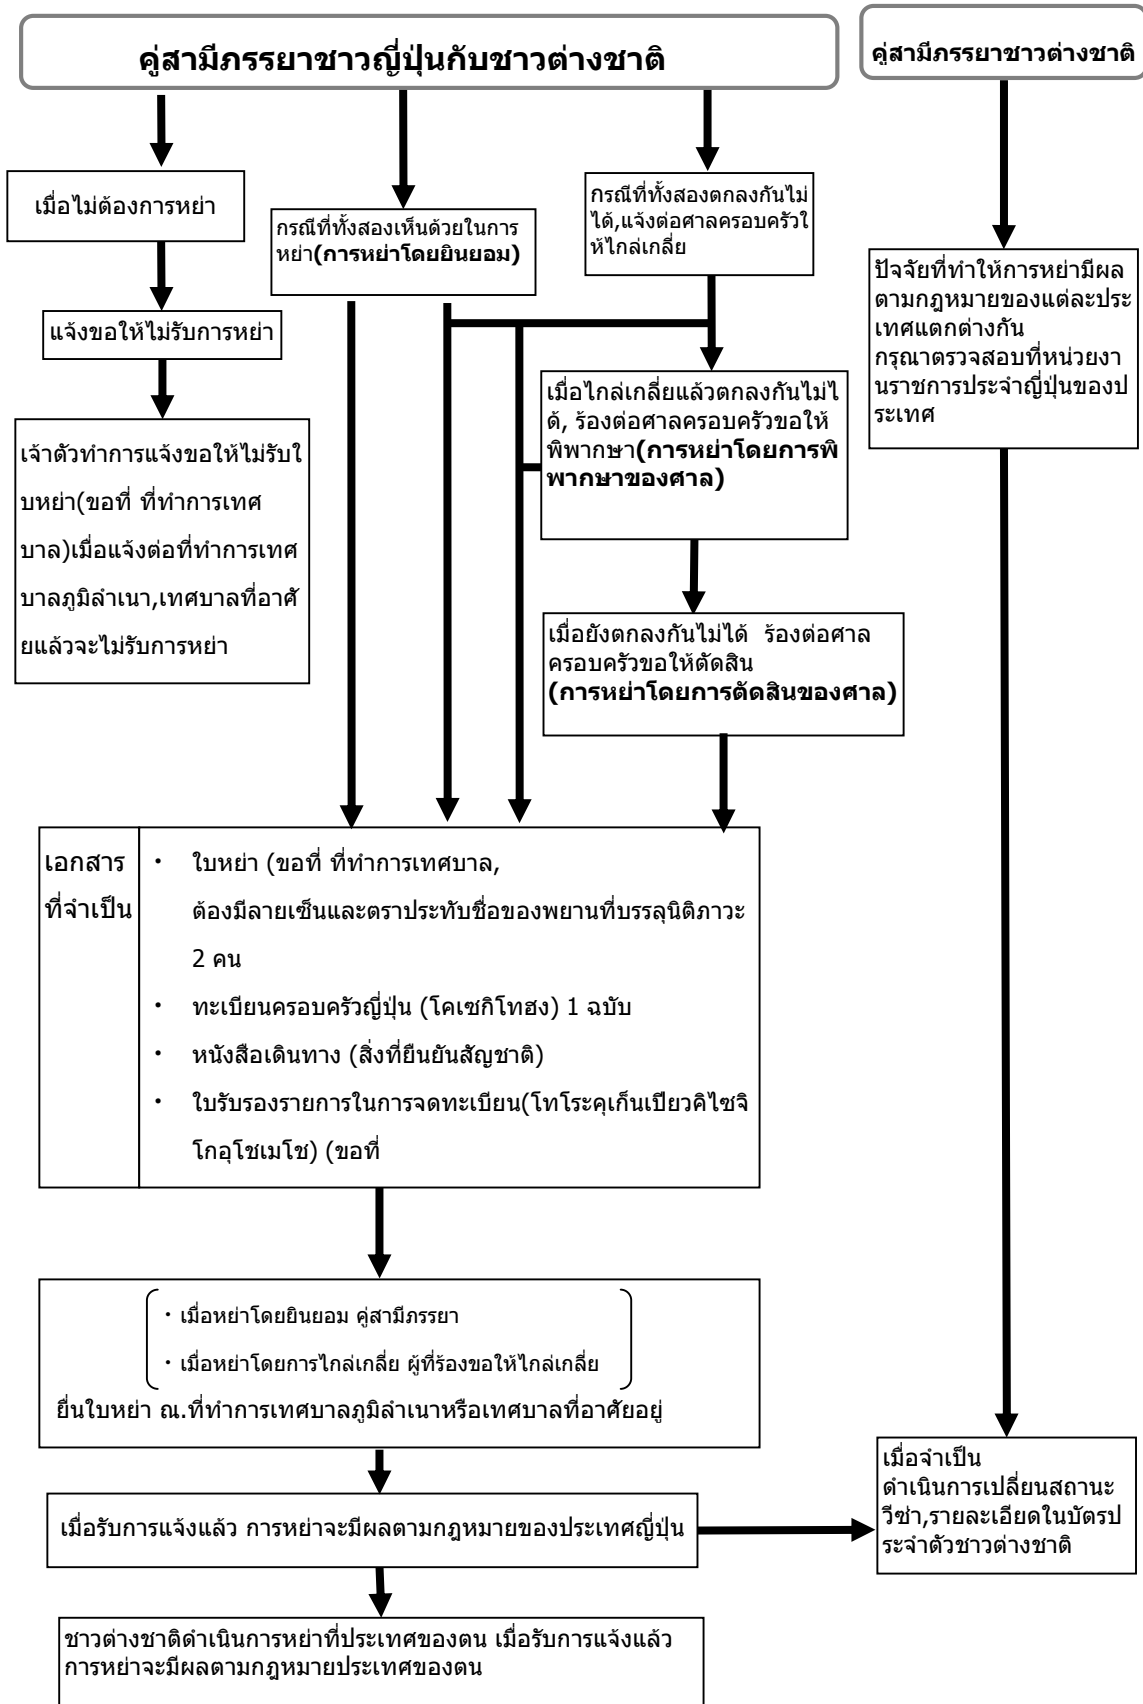 คู่สามีภรรยาชาวญี่ปุ่นกับชาวต่างชาติ
คู่สามีภรรยาชาวต่างชาติ
เมื่อไม่ต้องการหย่า
กรณีที่ทั้งสองเห็นด้วยในการ
หย่า(การหย่าโดยยินยอม)
กรณีที่ทั้งสองตกลงกันไม่
ได้,แจ้งต่อศาลครอบครัวใ
ห้ไกล่เกลี่ย
ปัจจัยที่ทำให้การหย่ามีผล
ตามกฎหมายของแต่ละประ
เทศแตกต่างกัน
กรุณาตรวจสอบที่หน่วยงา
นราชการประจำญี่ปุ่นของป
ระเทศ
แจ้งขอให้ไม่รับการหย่า
เมื่อไกล่เกลี่ยแล้วตกลงกันไม่ไ
ด้, ร้องต่อศาลครอบครัวขอให้
พิพากษา(การหย่าโดยการพิ
พากษาของศาล)
เจ้าตัวทำการแจ้งขอให้ไม่รับใ
บหย่า(ขอที่ ที่ทำการเทศ
บาล)เมื่อแจ้งต่อที่ทำการเทศ
บาลภูมิลำเนา,เทศบาลที่อาศั
ยแล้วจะไม่รับการหย่า
เมื่อยังตกลงกันไม่ได้ ร้องต่อศาล
ครอบครัวขอให้ตัดสิน
(การหย่าโดยการตัดสินของศาล)
เอกสาร
ที่จำเป็น
・ ใบหย่า (ขอที่ ที่ทำการเทศบาล,
ต้องมีลายเซ็นและตราประทับชื่อของพยานที่บรรลุนิติภาวะ
2 คน
・ ทะเบียนครอบครัวญี่ปุ่น (โคเซกิโทฮง) 1 ฉบับ
・ หนังสือเดินทาง (สิ่งที่ยืนยันสัญชาติ)
・ ใบรับรองรายการในการจดทะเบียน(โทโระคุเก็นเปียวคิไซจิ
โกอุโชเมโช) (ขอที่
・เมื่อหย่าโดยยินยอม คู่สามีภรรยา
・เมื่อหย่าโดยการไกล่เกลี่ย ผู้ที่ร้องขอให้ไกล่เกลี่ย
ยื่นใบหย่า ณ.ที่ทำการเทศบาลภูมิลำเนาหรือเทศบาลที่อาศัยอยู่
เมื่อรับการแจ้งแล้ว การหย่าจะมีผลตามกฎหมายของประเทศญี่ปุ่น
เมื่อจำเป็น
ดำเนินการเปลี่ยนสถานะ
วีซ่า,รายละเอียดในบัตรป
ระจำตัวชาวต่างชาติ
ชาวต่างชาติดำเนินการหย่าที่ประเทศของตน เมื่อรับการแจ้งแล้ว
การหย่าจะมีผลตามกฎหมายประเทศของตน